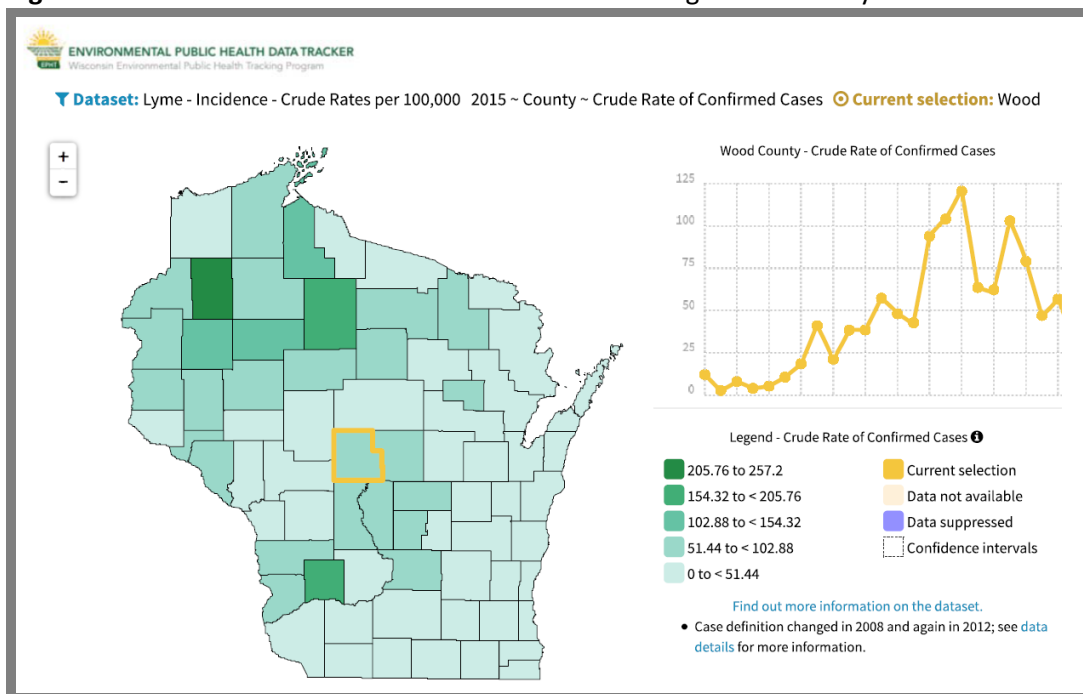 ENVIRONMENTAL PUBLIC HEALTH DATA TRACKER
Wisconsin Environmental Public Health Tracking Program
EPHT
Dataset: Lyme - Incidence - Crude Rates per 100,000 2015 ~ County ~ Crude Rate of Confirmed Cases Current selection: Wood
+
−
Wood County - Crude Rate of Confirmed Cases
125
100
75
50
25
0
Legend - Crude Rate of Confirmed Cases
205.76 to 257.2
154.32 to < 205.76
102.88 to < 154.32
51.44 to < 102.88
0 to < 51.44
Current selection
Data not available
Data suppressed
Confidence intervals
Find out more information on the dataset.
• Case definition changed in 2008 and again in 2012; see data
details for more information.